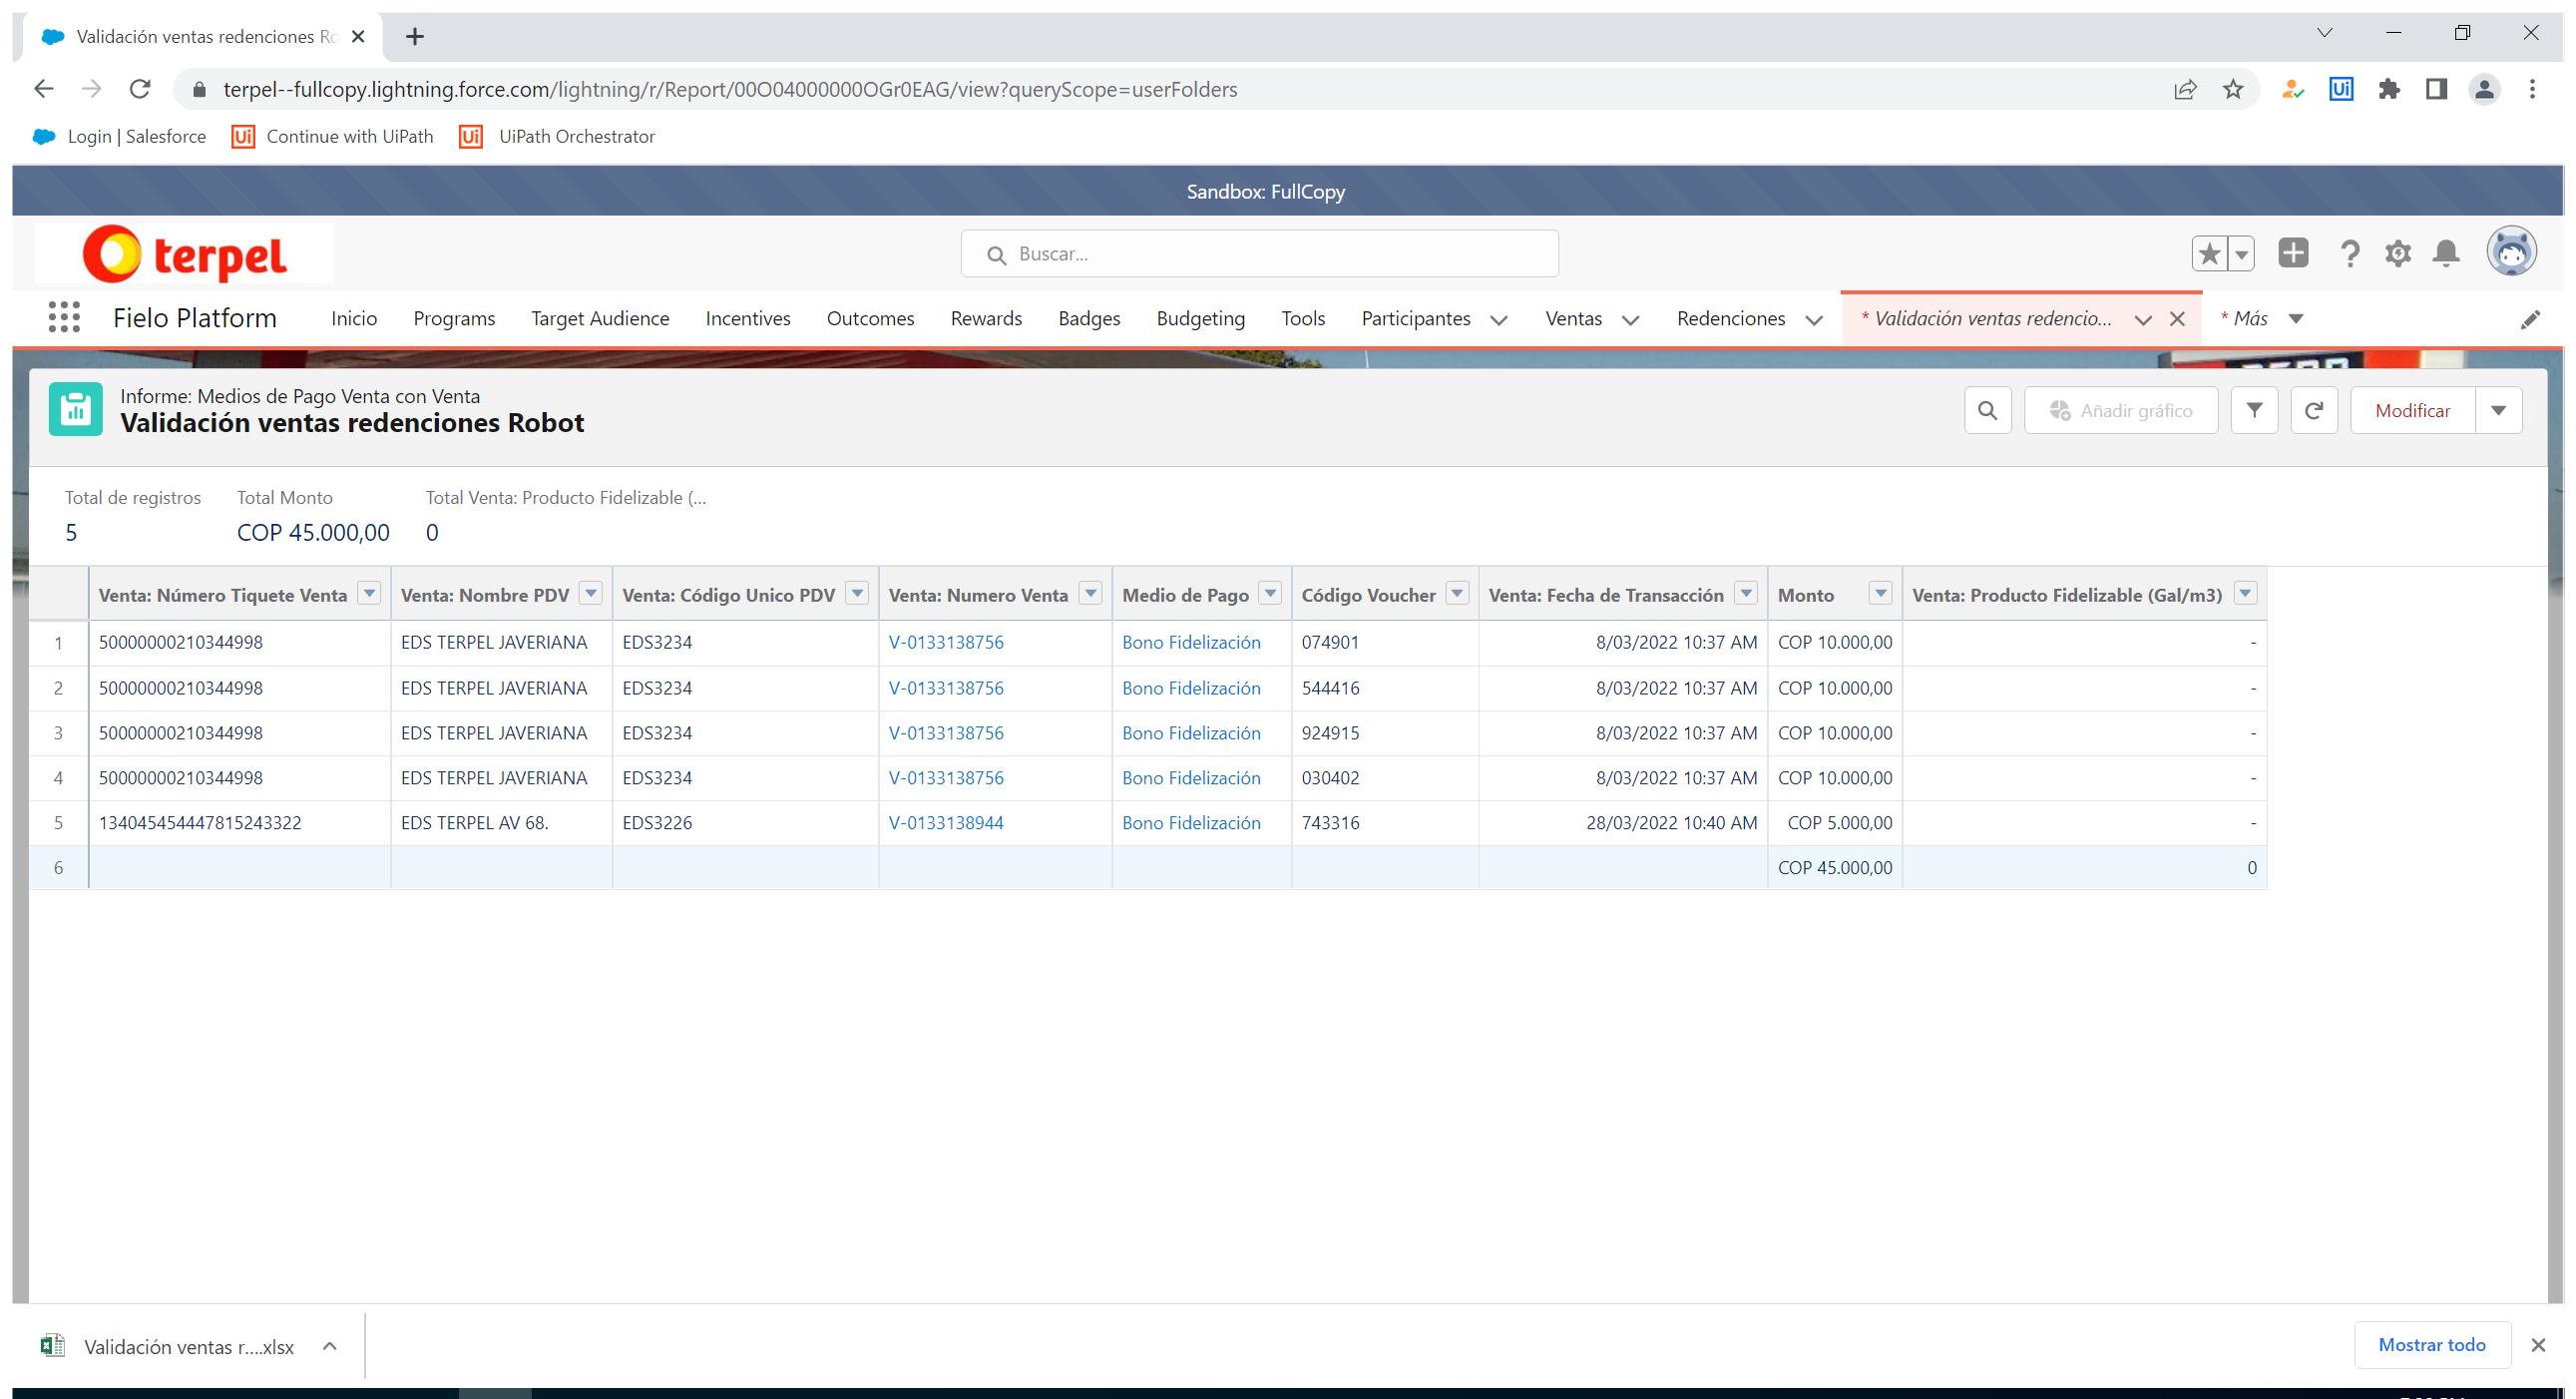 Validación ventas redenciones Ro
terpel--fullcopy.lightning.force.com/lightning/r/Report/00O04000000OGr0EAG/view?queryScope=userFolders
Login | Salesforce Continue with UiPath UiPath Orchestrator
Sandbox: FullCopy
terpel Buscar...
Fielo Platform Inicio Programs Target Audience Incentives Outcomes Rewards Badges Budgeting Tools Participantes Ventas Redenciones * Validación ventas redencio... * Más
Informe: Medios de Pago Venta con Venta
Validación ventas redenciones Robot
Añadir gráfico Modificar
Total de registros Total Monto Total Venta: Producto Fidelizable (...
5 COP 45.000,00 0
Venta: Número Tiquete Venta Venta: Nombre PDV Venta: Código Unico PDV Venta: Numero Venta Medio de Pago Código Voucher Venta: Fecha de Transacción Monto Venta: Producto Fidelizable (Gal/m3)
1 50000000210344998 EDS TERPEL JAVERIANA EDS3234 V-0133138756 Bono Fidelización 074901 8/03/2022 10:37 AM COP 10.000,00 -
2 50000000210344998 EDS TERPEL JAVERIANA EDS3234 V-0133138756 Bono Fidelización 544416 8/03/2022 10:37 AM COP 10.000,00 -
3 50000000210344998 EDS TERPEL JAVERIANA EDS3234 V-0133138756 Bono Fidelización 924915 8/03/2022 10:37 AM COP 10.000,00 -
4 50000000210344998 EDS TERPEL JAVERIANA EDS3234 V-0133138756 Bono Fidelización 030402 8/03/2022 10:37 AM COP 10.000,00 -
5 134045454447815243322 EDS TERPEL AV 68. EDS3226 V-0133138944 Bono Fidelización 743316 28/03/2022 10:40 AM COP 5.000,00 -
6 COP 45.000,00 0
Validación ventas r....xlsx Mostrar todo